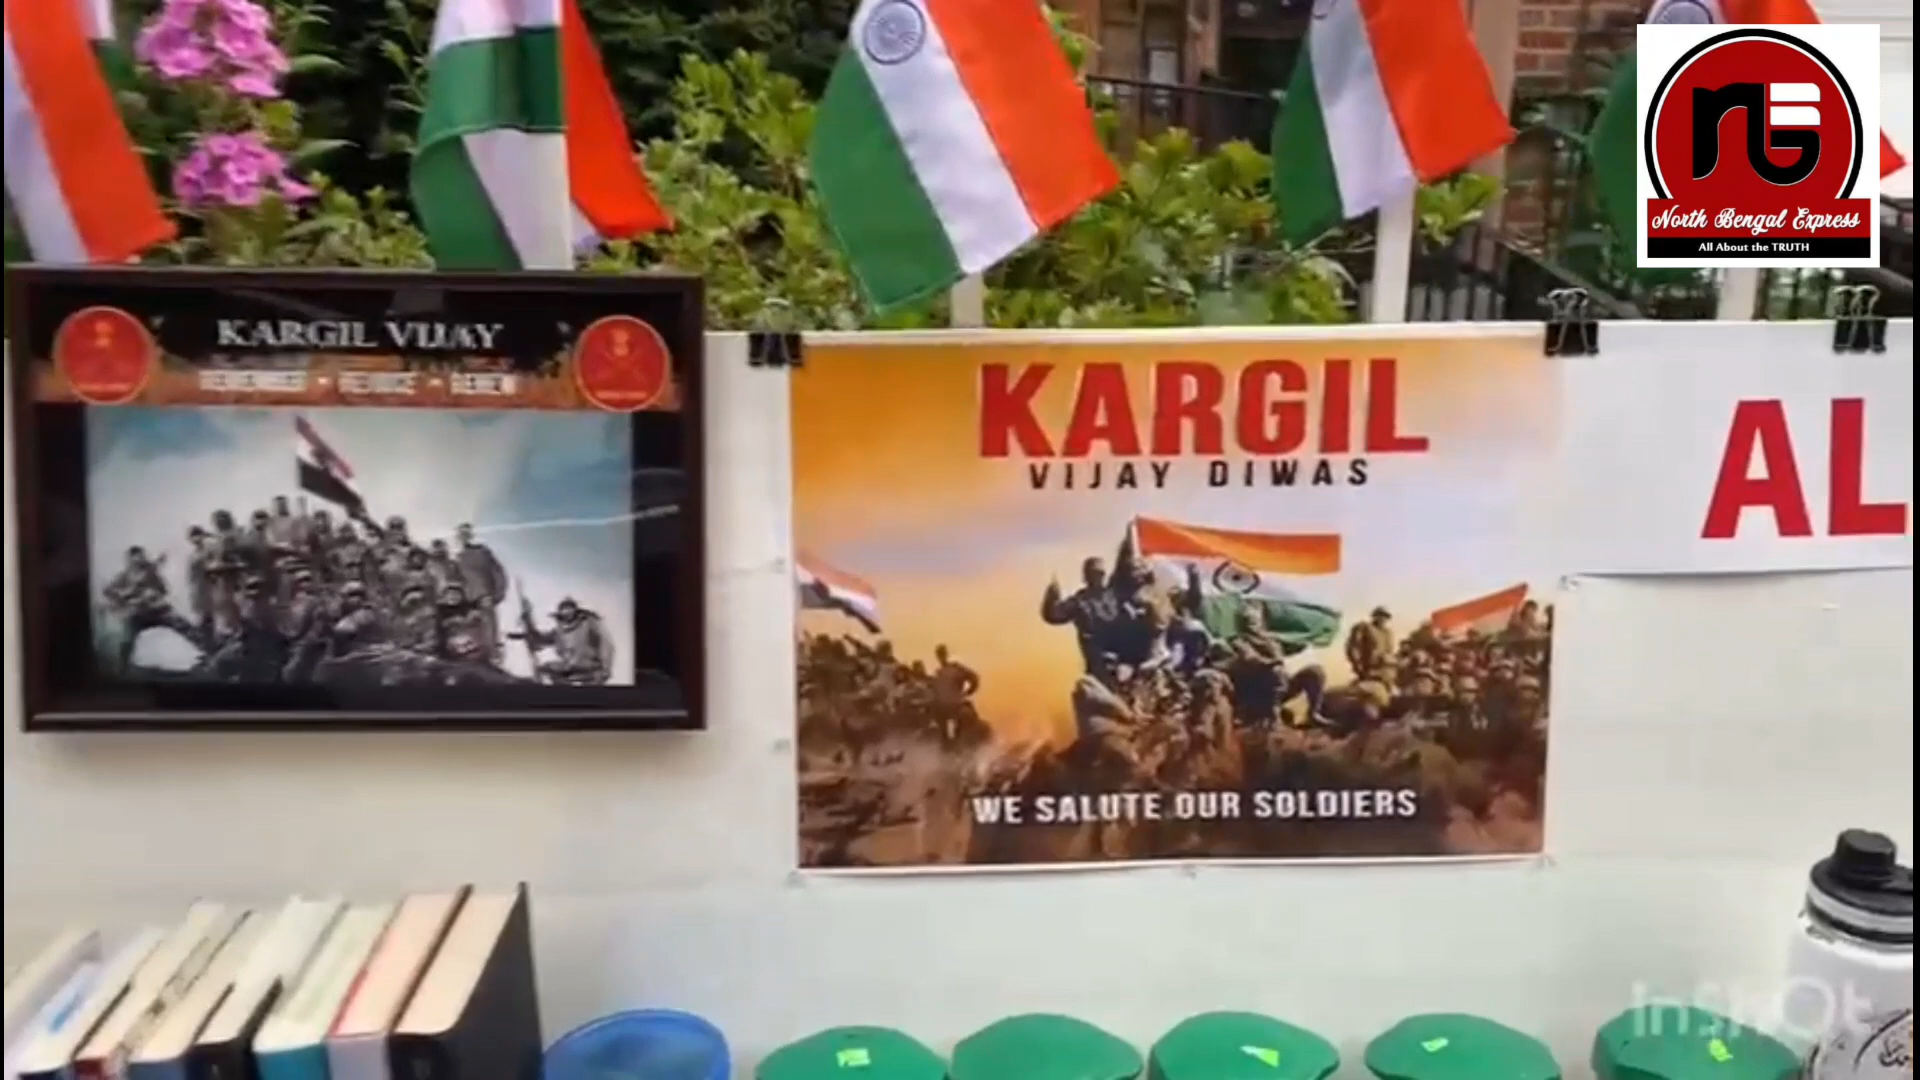 North Bengal Express
All About the TRUTH
KARGIL VIJAY
KARGIL
VIJAY DIWAS
AL
WE SALUTE OUR SOLDIERS
InShOt